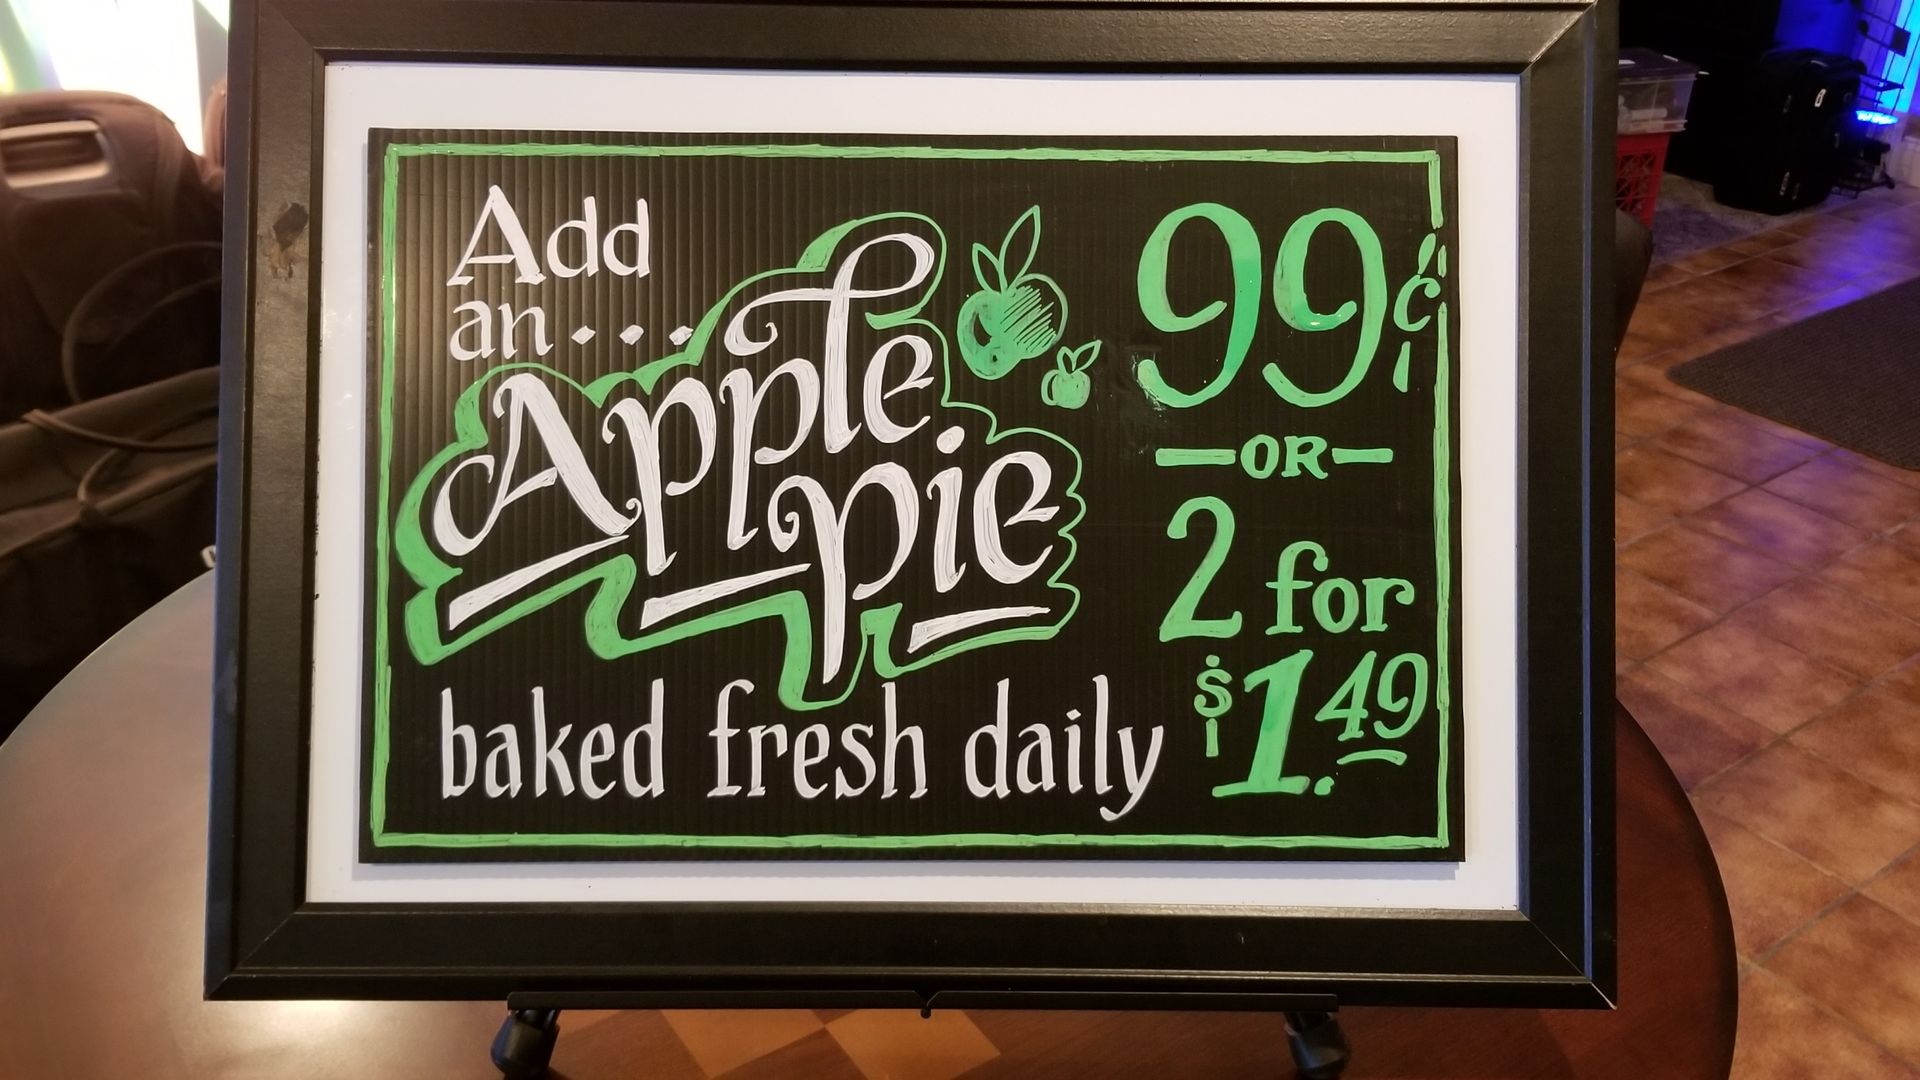 Add
an...
Apple
pie
baked fresh daily
99¢
-OR-
2 for
$1.49